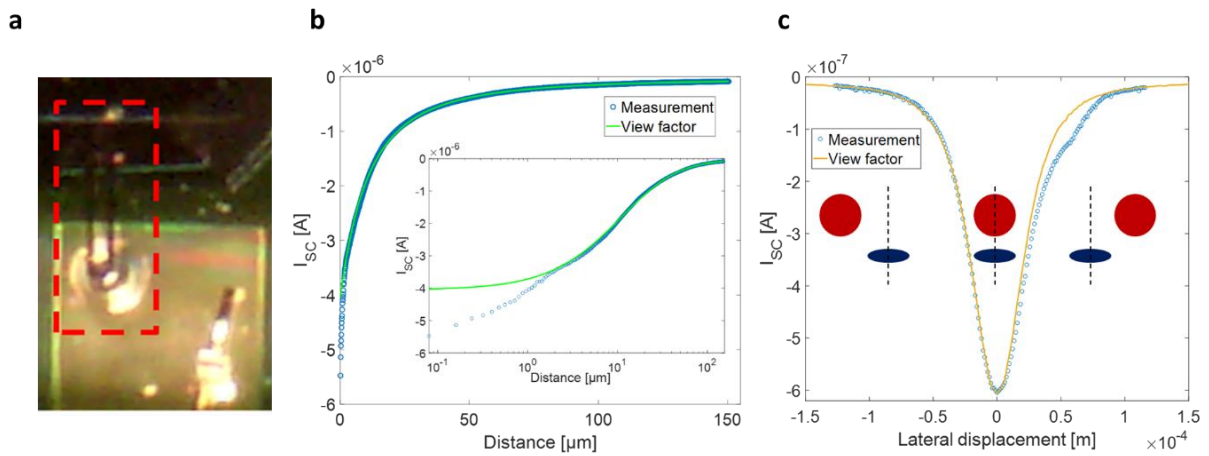 a
b
c
×10⁻⁶
0
-1
-2
-3
-4
-5
-6
I_SC [A]
Measurement
View factor
×10⁻⁶
0
-1
-2
-3
-4
-5
-6
I_SC [A]
10⁻¹ 10⁰ 10¹ 10²
Distance [µm]
0 50 100 150
Distance [µm]
×10⁻⁷
0
-1
-2
-3
-4
-5
-6
I_SC [A]
Measurement
View factor
-1.5 -1 -0.5 0 0.5 1 1.5
Lateral displacement [m]
×10⁻⁴